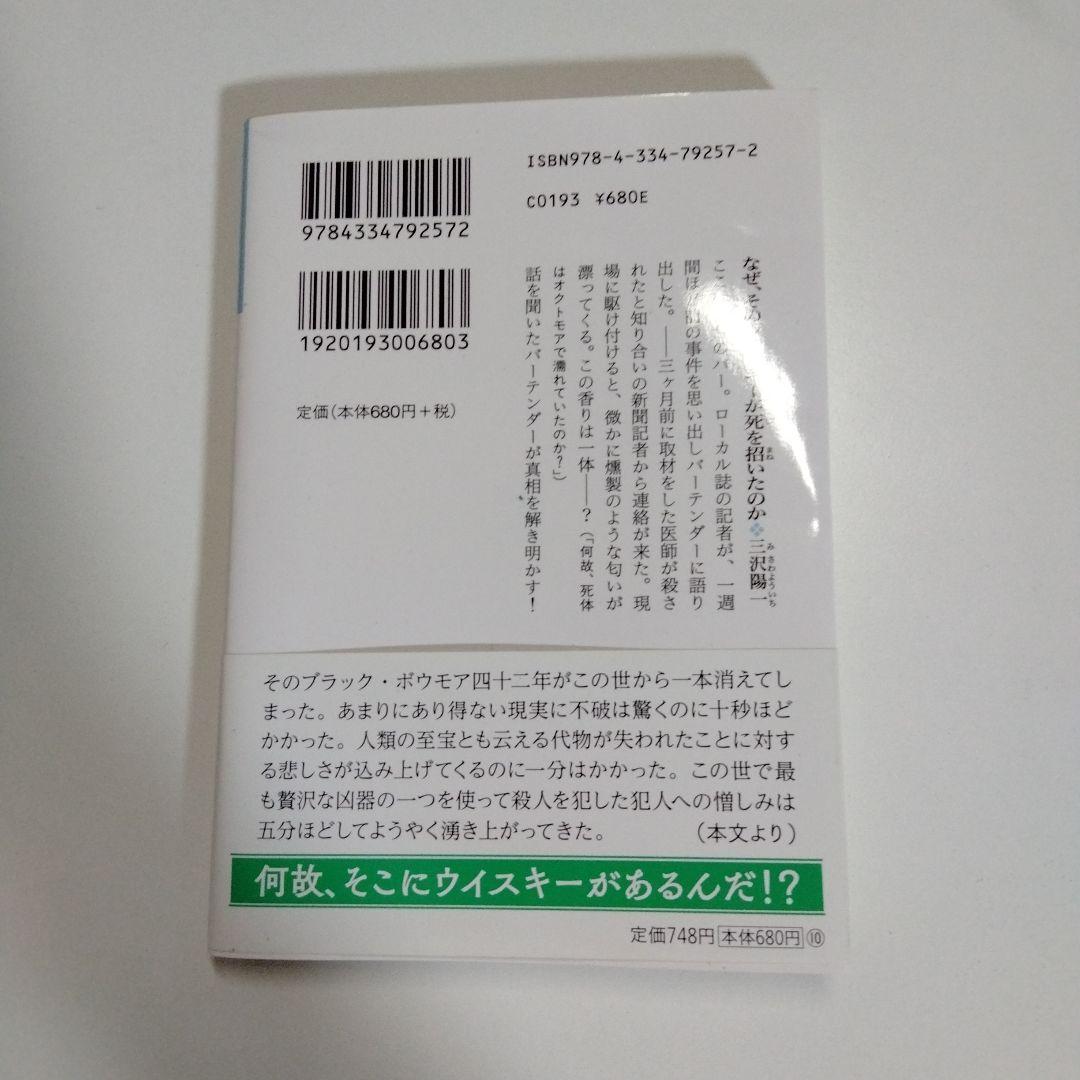 ISBN978-4-334-79257-2
C0193 ¥680E
9784334792572
1920193006803
定価(本体680円+税)
なぜ、その が死を招いたのか❖三沢陽一
みさわよういち
まね
ここ のバー。ローカル誌の記者が、一週
間ほ の事件を思い出しバーテンダーに語り
出した。――三ヶ月前に取材をした医師が殺さ
れたと知り合いの新聞記者から連絡が来た。現
場に駆け付けると、微かに燻製のような匂いが
漂ってくる。この香りは一体――?(「何故、死体
はオクトモアで濡れていたのか?」)
話を聞いたバーテンダーが真相を解き明かす!
そのブラック・ボウモア四十二年がこの世から一本消えてし
まった。あまりにあり得ない現実に不破は驚くのに十秒ほど
かかった。人類の至宝とも云える代物が失われたことに対す
る悲しさが込み上げてくるのに一分はかかった。この世で最
も贅沢な凶器の一つを使って殺人を犯した犯人への憎しみは
五分ほどしてようやく湧き上がってきた。 (本文より)
何故、そこにウイスキーがあるんだ!?
定価748円 本体680円 ⑩